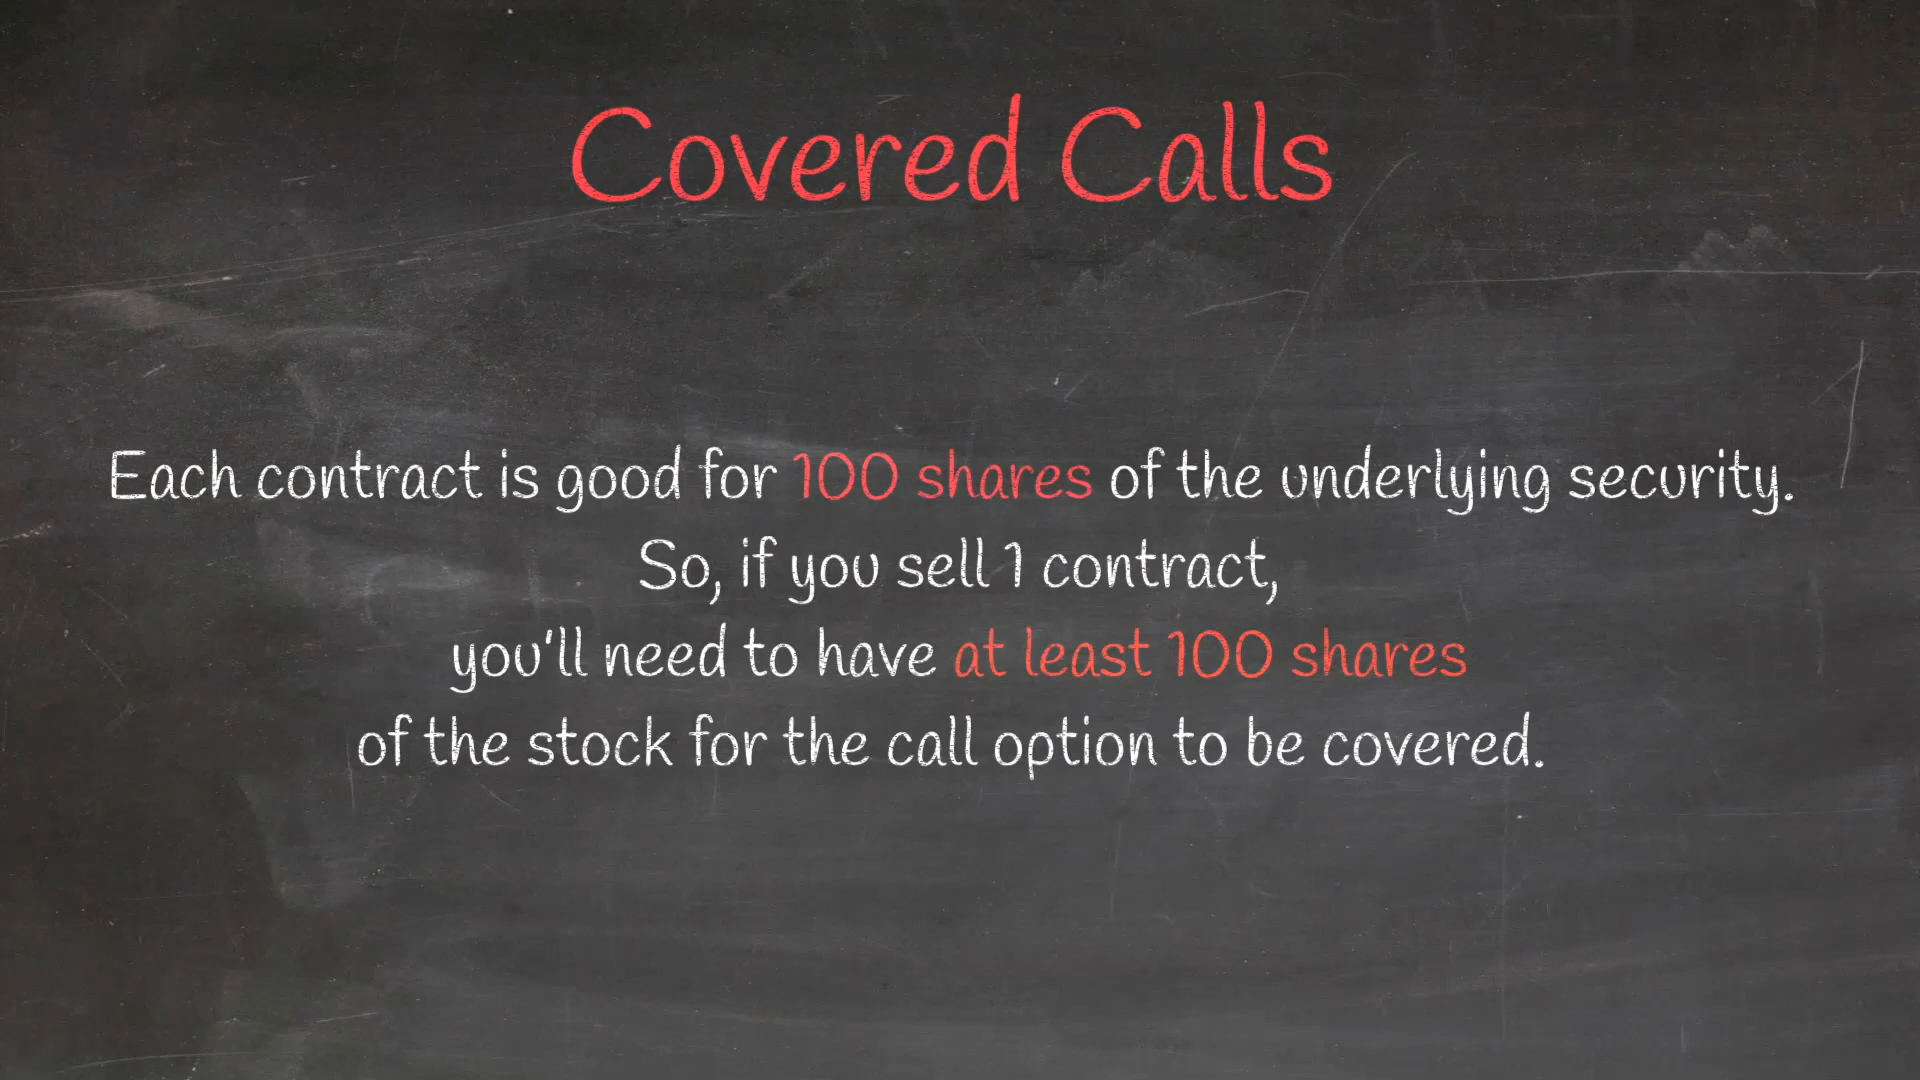 Covered Calls
Each contract is good for 100 shares of the underlying security.
So, if you sell 1 contract,
you'll need to have at least 100 shares
of the stock for the call option to be covered.